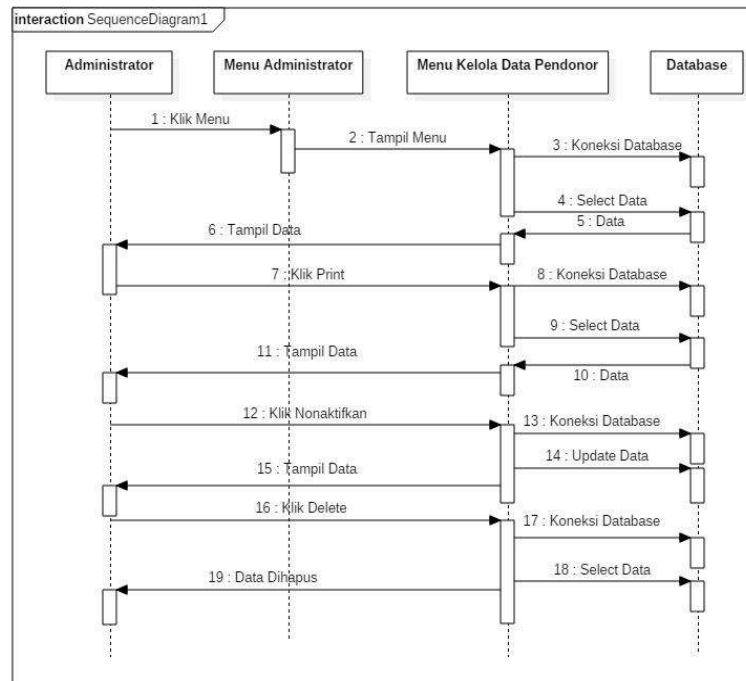 interaction SequenceDiagram1
Administrator
Menu Administrator
Menu Kelola Data Pendonor
Database
1 : Klik Menu
2 : Tampil Menu
3 : Koneksi Database
4 : Select Data
5 : Data
6 : Tampil Data
7 : Klik Print
8 : Koneksi Database
9 : Select Data
11 : Tampil Data
10 : Data
12 : Klik Nonaktifkan
13 : Koneksi Database
14 : Update Data
15 : Tampil Data
16 : Klik Delete
17 : Koneksi Database
18 : Select Data
19 : Data Dihapus